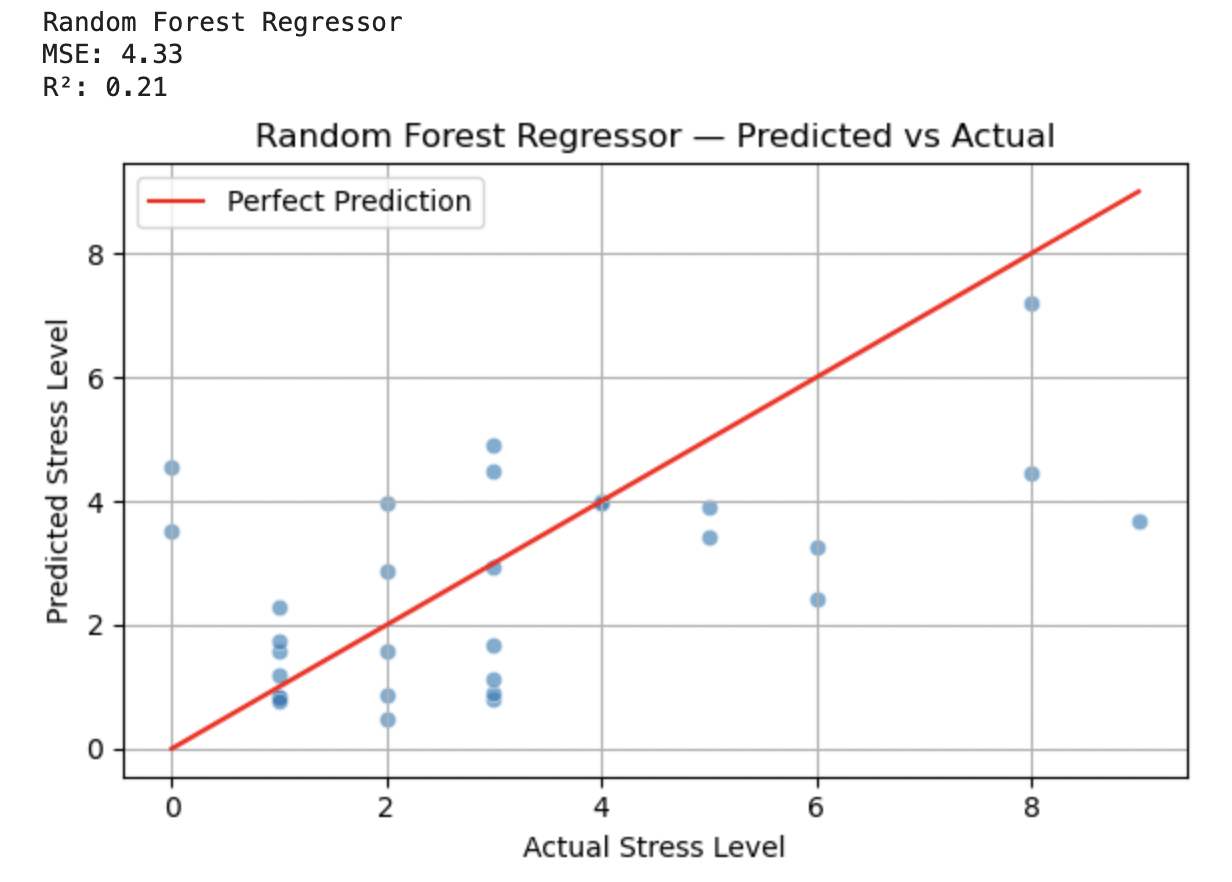 Random Forest Regressor
MSE: 4.33
R²: 0.21
Random Forest Regressor — Predicted vs Actual
Perfect Prediction
8
6
4
2
0
Predicted Stress Level
0 2 4 6 8
Actual Stress Level